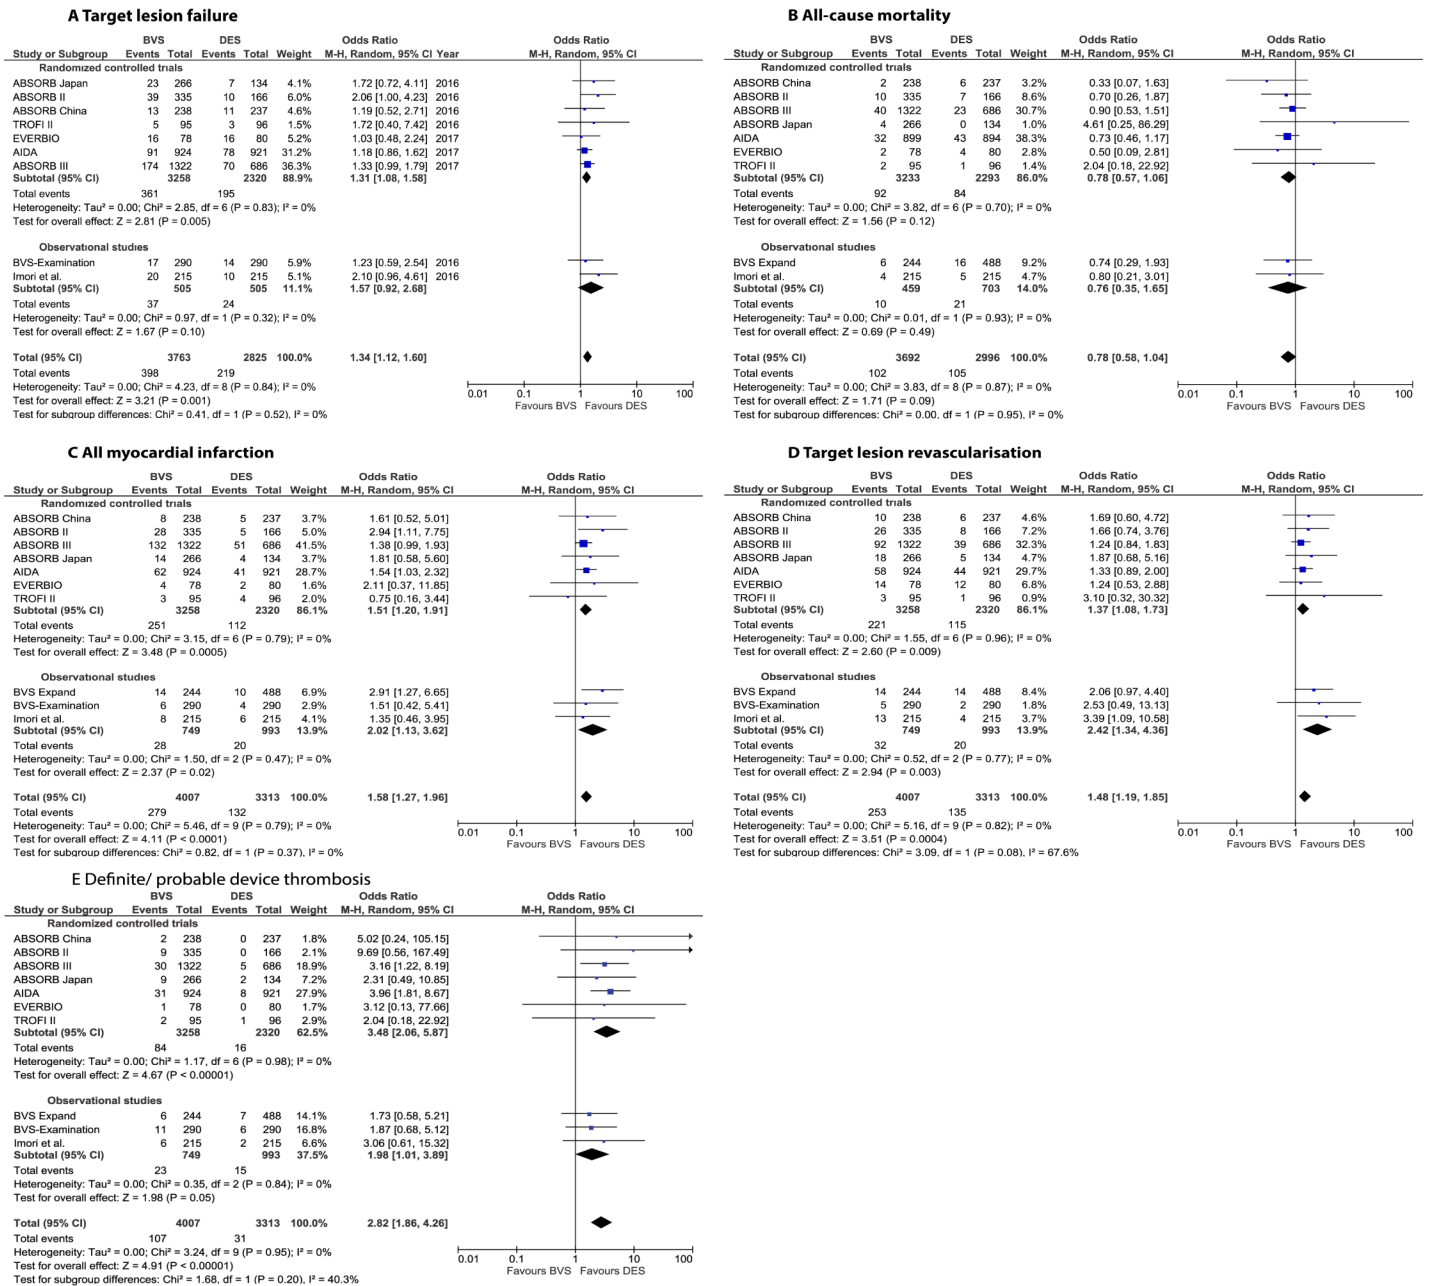 A Target lesion failure
BVS DES Odds Ratio Odds Ratio
Study or Subgroup Events Total Events Total Weight M-H, Random, 95% CI Year M-H, Random, 95% CI
Randomized controlled trials
ABSORB Japan 23 266 7 134 4.1% 1.72 [0.72, 4.11] 2016
ABSORB II 39 335 10 166 6.0% 2.06 [1.00, 4.23] 2016
ABSORB China 13 238 11 237 4.6% 1.19 [0.52, 2.71] 2016
TROFI II 5 95 3 96 1.5% 1.72 [0.40, 7.42] 2016
EVERBIO 16 78 16 80 5.2% 1.03 [0.48, 2.24] 2017
AIDA 91 924 78 921 31.2% 1.18 [0.86, 1.62] 2017
ABSORB III 174 1322 70 686 36.3% 1.33 [0.99, 1.79] 2017
Subtotal (95% CI) 3258 2320 88.9% 1.31 [1.08, 1.58]
Total events 361 195
Heterogeneity: Tau² = 0.00; Chi² = 2.85, df = 6 (P = 0.83); I² = 0%
Test for overall effect: Z = 2.81 (P = 0.005)
Observational studies
BVS-Examination 17 290 14 290 5.9% 1.23 [0.59, 2.54] 2016
Imori et al. 20 215 10 215 5.1% 2.10 [0.96, 4.61] 2016
Subtotal (95% CI) 505 505 11.1% 1.57 [0.92, 2.68]
Total events 37 24
Heterogeneity: Tau² = 0.00; Chi² = 0.97, df = 1 (P = 0.32); I² = 0%
Test for overall effect: Z = 1.67 (P = 0.10)
Total (95% CI) 3763 2825 100.0% 1.34 [1.12, 1.60]
Total events 398 219
Heterogeneity: Tau² = 0.00; Chi² = 4.23, df = 8 (P = 0.84); I² = 0%
Test for overall effect: Z = 3.21 (P = 0.001)
Test for subgroup differences: Chi² = 0.41, df = 1 (P = 0.52), I² = 0%
0.01 0.1 1 10 100
Favours BVS Favours DES
B All-cause mortality
BVS DES Odds Ratio Odds Ratio
Study or Subgroup Events Total Events Total Weight M-H, Random, 95% CI M-H, Random, 95% CI
Randomized controlled trials
ABSORB China 2 238 6 237 3.2% 0.33 [0.07, 1.63]
ABSORB II 10 335 7 166 8.6% 0.70 [0.26, 1.87]
ABSORB III 40 1322 23 686 30.7% 0.90 [0.53, 1.51]
ABSORB Japan 4 266 0 134 1.0% 4.61 [0.25, 86.29]
AIDA 32 899 43 894 38.3% 0.73 [0.46, 1.17]
EVERBIO 2 78 4 80 2.8% 0.50 [0.09, 2.81]
TROFI II 2 95 1 96 1.4% 2.04 [0.18, 22.92]
Subtotal (95% CI) 3233 2293 86.0% 0.78 [0.57, 1.06]
Total events 92 84
Heterogeneity: Tau² = 0.00; Chi² = 3.82, df = 6 (P = 0.70); I² = 0%
Test for overall effect: Z = 1.56 (P = 0.12)
Observational studies
BVS Expand 6 244 16 488 9.2% 0.74 [0.29, 1.93]
Imori et al. 4 215 5 215 4.7% 0.80 [0.21, 3.01]
Subtotal (95% CI) 459 703 14.0% 0.76 [0.35, 1.65]
Total events 10 21
Heterogeneity: Tau² = 0.00; Chi² = 0.01, df = 1 (P = 0.93); I² = 0%
Test for overall effect: Z = 0.69 (P = 0.49)
Total (95% CI) 3692 2996 100.0% 0.78 [0.58, 1.04]
Total events 102 105
Heterogeneity: Tau² = 0.00; Chi² = 3.83, df = 8 (P = 0.87); I² = 0%
Test for overall effect: Z = 1.71 (P = 0.09)
Test for subgroup differences: Chi² = 0.00, df = 1 (P = 0.95), I² = 0%
0.01 0.1 1 10 100
Favours BVS Favours DES
C All myocardial infarction
BVS DES Odds Ratio Odds Ratio
Study or Subgroup Events Total Events Total Weight M-H, Random, 95% CI M-H, Random, 95% CI
Randomized controlled trials
ABSORB China 8 238 5 237 3.7% 1.61 [0.52, 5.01]
ABSORB II 28 335 5 166 5.0% 2.94 [1.11, 7.75]
ABSORB III 132 1322 51 686 41.5% 1.38 [0.99, 1.93]
ABSORB Japan 14 266 4 134 3.7% 1.81 [0.58, 5.60]
AIDA 62 924 41 921 28.7% 1.54 [1.03, 2.32]
EVERBIO 4 78 2 80 1.6% 2.11 [0.37, 11.85]
TROFI II 3 95 4 96 2.0% 0.75 [0.16, 3.44]
Subtotal (95% CI) 3258 2320 86.1% 1.51 [1.20, 1.91]
Total events 251 112
Heterogeneity: Tau² = 0.00; Chi² = 3.15, df = 6 (P = 0.79); I² = 0%
Test for overall effect: Z = 3.48 (P = 0.0005)
Observational studies
BVS Expand 14 244 10 488 6.9% 2.91 [1.27, 6.65]
BVS-Examination 6 290 4 290 2.9% 1.51 [0.42, 5.41]
Imori et al. 8 215 6 215 4.1% 1.35 [0.46, 3.95]
Subtotal (95% CI) 749 993 13.9% 2.02 [1.13, 3.62]
Total events 28 20
Heterogeneity: Tau² = 0.00; Chi² = 1.50, df = 2 (P = 0.47); I² = 0%
Test for overall effect: Z = 2.37 (P = 0.02)
Total (95% CI) 4007 3313 100.0% 1.58 [1.27, 1.96]
Total events 279 132
Heterogeneity: Tau² = 0.00; Chi² = 5.46, df = 9 (P = 0.79); I² = 0%
Test for overall effect: Z = 4.11 (P < 0.0001)
Test for subgroup differences: Chi² = 0.82, df = 1 (P = 0.37), I² = 0%
0.01 0.1 1 10 100
Favours BVS Favours DES
D Target lesion revascularisation
BVS DES Odds Ratio Odds Ratio
Study or Subgroup Events Total Events Total Weight M-H, Random, 95% CI M-H, Random, 95% CI
Randomized controlled trials
ABSORB China 10 238 6 237 4.6% 1.69 [0.60, 4.72]
ABSORB II 26 335 8 166 7.2% 1.66 [0.74, 3.76]
ABSORB III 92 1322 39 686 32.3% 1.24 [0.84, 1.83]
ABSORB Japan 18 266 5 134 4.7% 1.87 [0.68, 5.16]
AIDA 58 924 44 921 29.7% 1.33 [0.89, 2.00]
EVERBIO 14 78 12 80 6.8% 1.24 [0.53, 2.88]
TROFI II 3 95 1 96 0.9% 3.10 [0.32, 30.32]
Subtotal (95% CI) 3258 2320 86.1% 1.37 [1.08, 1.73]
Total events 221 115
Heterogeneity: Tau² = 0.00; Chi² = 1.55, df = 6 (P = 0.96); I² = 0%
Test for overall effect: Z = 2.60 (P = 0.009)
Observational studies
BVS Expand 14 244 14 488 8.4% 2.06 [0.97, 4.40]
BVS-Examination 5 290 2 290 1.8% 2.53 [0.49, 13.13]
Imori et al. 13 215 4 215 3.7% 3.39 [1.09, 10.58]
Subtotal (95% CI) 749 993 13.9% 2.42 [1.34, 4.36]
Total events 32 20
Heterogeneity: Tau² = 0.00; Chi² = 0.52, df = 2 (P = 0.77); I² = 0%
Test for overall effect: Z = 2.94 (P = 0.003)
Total (95% CI) 4007 3313 100.0% 1.48 [1.19, 1.85]
Total events 253 135
Heterogeneity: Tau² = 0.00; Chi² = 5.16, df = 9 (P = 0.82); I² = 0%
Test for overall effect: Z = 3.51 (P = 0.0004)
Test for subgroup differences: Chi² = 3.09, df = 1 (P = 0.08), I² = 67.6%
0.01 0.1 1 10 100
Favours BVS Favours DES
E Definite/ probable device thrombosis
BVS DES Odds Ratio Odds Ratio
Study or Subgroup Events Total Events Total Weight M-H, Random, 95% CI M-H, Random, 95% CI
Randomized controlled trials
ABSORB China 2 238 0 237 1.8% 5.02 [0.24, 105.15]
ABSORB II 9 335 0 166 2.1% 9.69 [0.56, 167.49]
ABSORB III 30 1322 5 686 18.9% 3.16 [1.22, 8.19]
ABSORB Japan 9 266 2 134 7.2% 2.31 [0.49, 10.85]
AIDA 31 924 8 921 27.9% 3.96 [1.81, 8.67]
EVERBIO 1 78 0 80 1.7% 3.12 [0.13, 77.66]
TROFI II 2 95 1 96 2.9% 2.04 [0.18, 22.92]
Subtotal (95% CI) 3258 2320 62.5% 3.48 [2.06, 5.87]
Total events 84 16
Heterogeneity: Tau² = 0.00; Chi² = 1.17, df = 6 (P = 0.98); I² = 0%
Test for overall effect: Z = 4.67 (P < 0.00001)
Observational studies
BVS Expand 6 244 7 488 14.1% 1.73 [0.58, 5.21]
BVS-Examination 11 290 6 290 16.8% 1.87 [0.68, 5.12]
Imori et al. 6 215 2 215 6.6% 3.06 [0.61, 15.32]
Subtotal (95% CI) 749 993 37.5% 1.98 [1.01, 3.89]
Total events 23 15
Heterogeneity: Tau² = 0.00; Chi² = 0.35, df = 2 (P = 0.84); I² = 0%
Test for overall effect: Z = 1.98 (P = 0.05)
Total (95% CI) 4007 3313 100.0% 2.82 [1.86, 4.26]
Total events 107 31
Heterogeneity: Tau² = 0.00; Chi² = 3.24, df = 9 (P = 0.95); I² = 0%
Test for overall effect: Z = 4.91 (P < 0.00001)
Test for subgroup differences: Chi² = 1.68, df = 1 (P = 0.20), I² = 40.3%
0.01 0.1 1 10 100
Favours BVS Favours DES